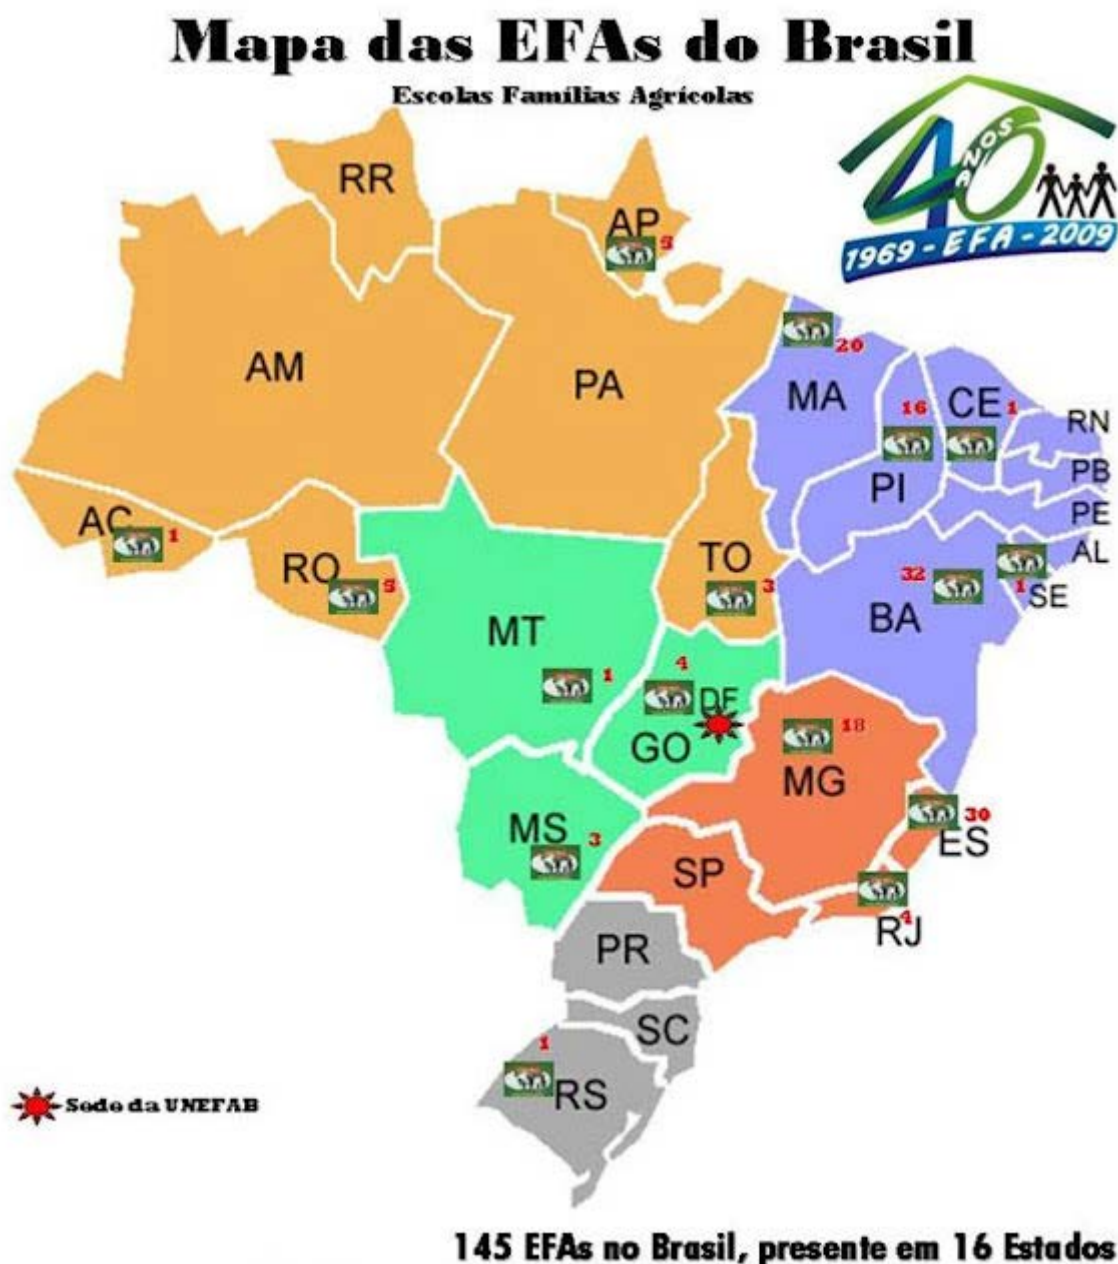 Mapa das EFAs do Brasil
Escolas Famílias Agrícolas
40 ANOS
1969 - EFA - 2009
RR
AP
5
20
AM
PA
MA
16
CE 1
RN
PI
PB
PE
AC
1
AL
RO
5
TO
3
32
BA
1
SE
MT
1
4
DF
GO
18
MG
30
ES
MS
3
SP
4
RJ
PR
SC
1
RS
Sede da UNEFAB
145 EFAs no Brasil, presente em 16 Estados